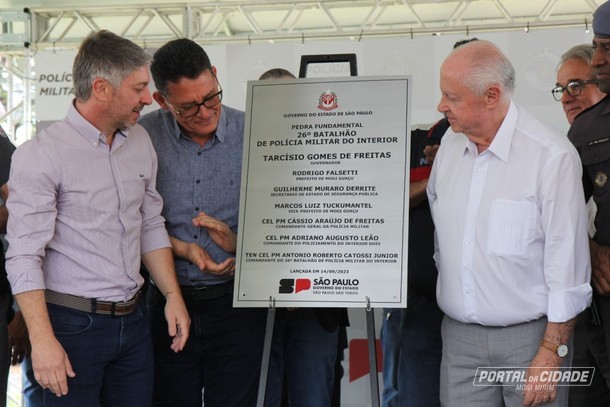 POLÍCIA
MILITAR
GOVERNO DO ESTADO DE SÃO PAULO
PEDRA FUNDAMENTAL
26º BATALHÃO
DE POLÍCIA MILITAR DO INTERIOR
TARCÍSIO GOMES DE FREITAS
GOVERNADOR
RODRIGO FALSETTI
PREFEITO DE MOGI GUAÇU
GUILHERME MURARO DERRITE
SECRETÁRIO DE ESTADO DE SEGURANÇA PÚBLICA
MARCOS LUIZ TUCKUMANTEL
VICE-PREFEITO DE MOGI GUAÇU
CEL PM CÁSSIO ARAÚJO DE FREITAS
COMANDANTE GERAL DA POLÍCIA MILITAR
CEL PM ADRIANO AUGUSTO LEÃO
COMANDANTE DO POLICIAMENTO DO INTERIOR DOIS
TEN CEL PM ANTONIO ROBERTO CATOSSI JUNIOR
COMANDANTE DO 26º BATALHÃO DE POLÍCIA MILITAR DO INTERIOR
LANÇADA EM 14/09/2023
SÃO PAULO
GOVERNO DO ESTADO
SÃO PAULO SÃO TODOS
PORTAL DA CIDADE
MOGI MIRIM